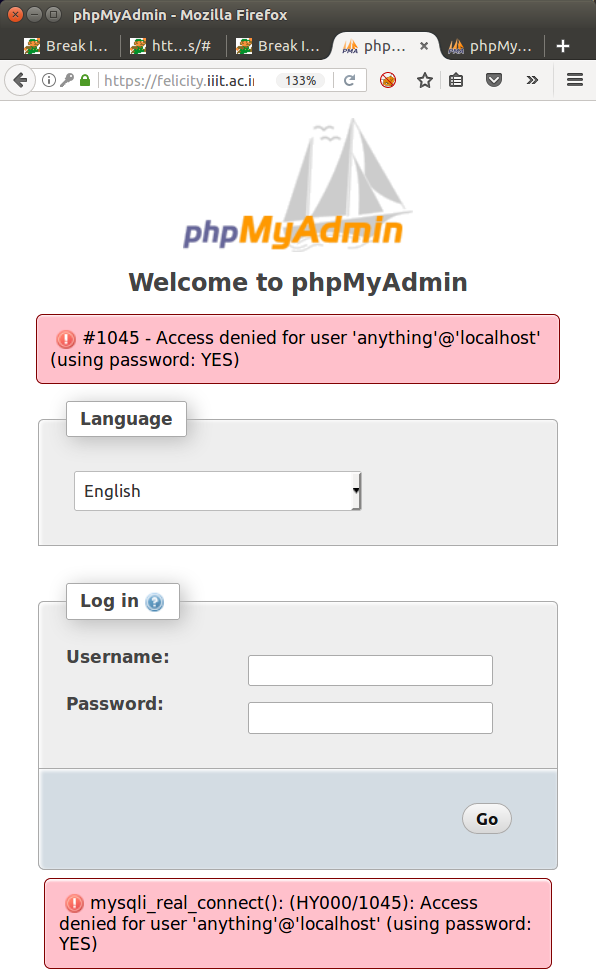 phpMyAdmin - Mozilla Firefox
Break I...
htt...s/#
Break I...
php...
phpMy...
https://felicity.iiit.ac.in
133%
phpMyAdmin
Welcome to phpMyAdmin
#1045 - Access denied for user 'anything'@'localhost'
(using password: YES)
Language
English
Log in
Username:
Password:
Go
mysqli_real_connect(): (HY000/1045): Access
denied for user 'anything'@'localhost' (using password:
YES)